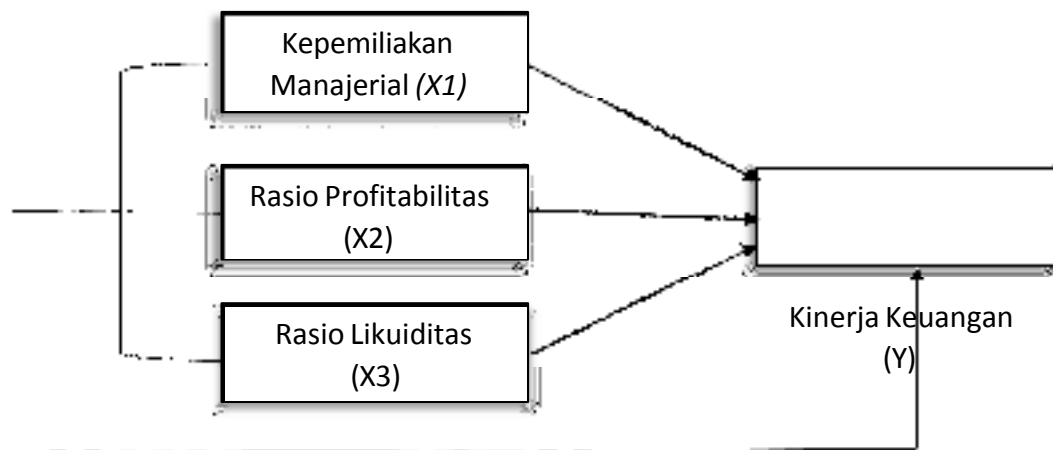 Kepemiliakan
Manajerial (X1)
Rasio Profitabilitas
(X2)
Rasio Likuiditas
(X3)
Kinerja Keuangan
(Y)